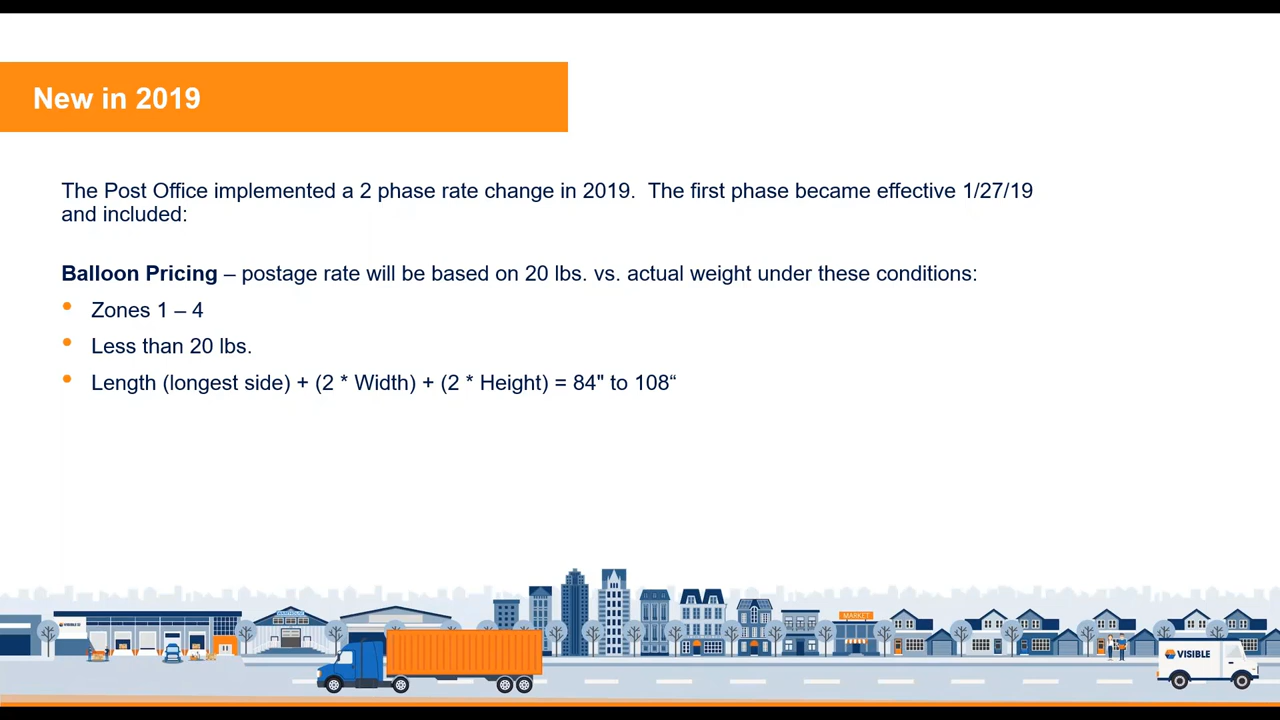 New in 2019
The Post Office implemented a 2 phase rate change in 2019.  The first phase became effective 1/27/19
and included:
Balloon Pricing – postage rate will be based on 20 lbs. vs. actual weight under these conditions:
• Zones 1 – 4
• Less than 20 lbs.
• Length (longest side) + (2 * Width) + (2 * Height) = 84" to 108“
MARKET
VISIBLE